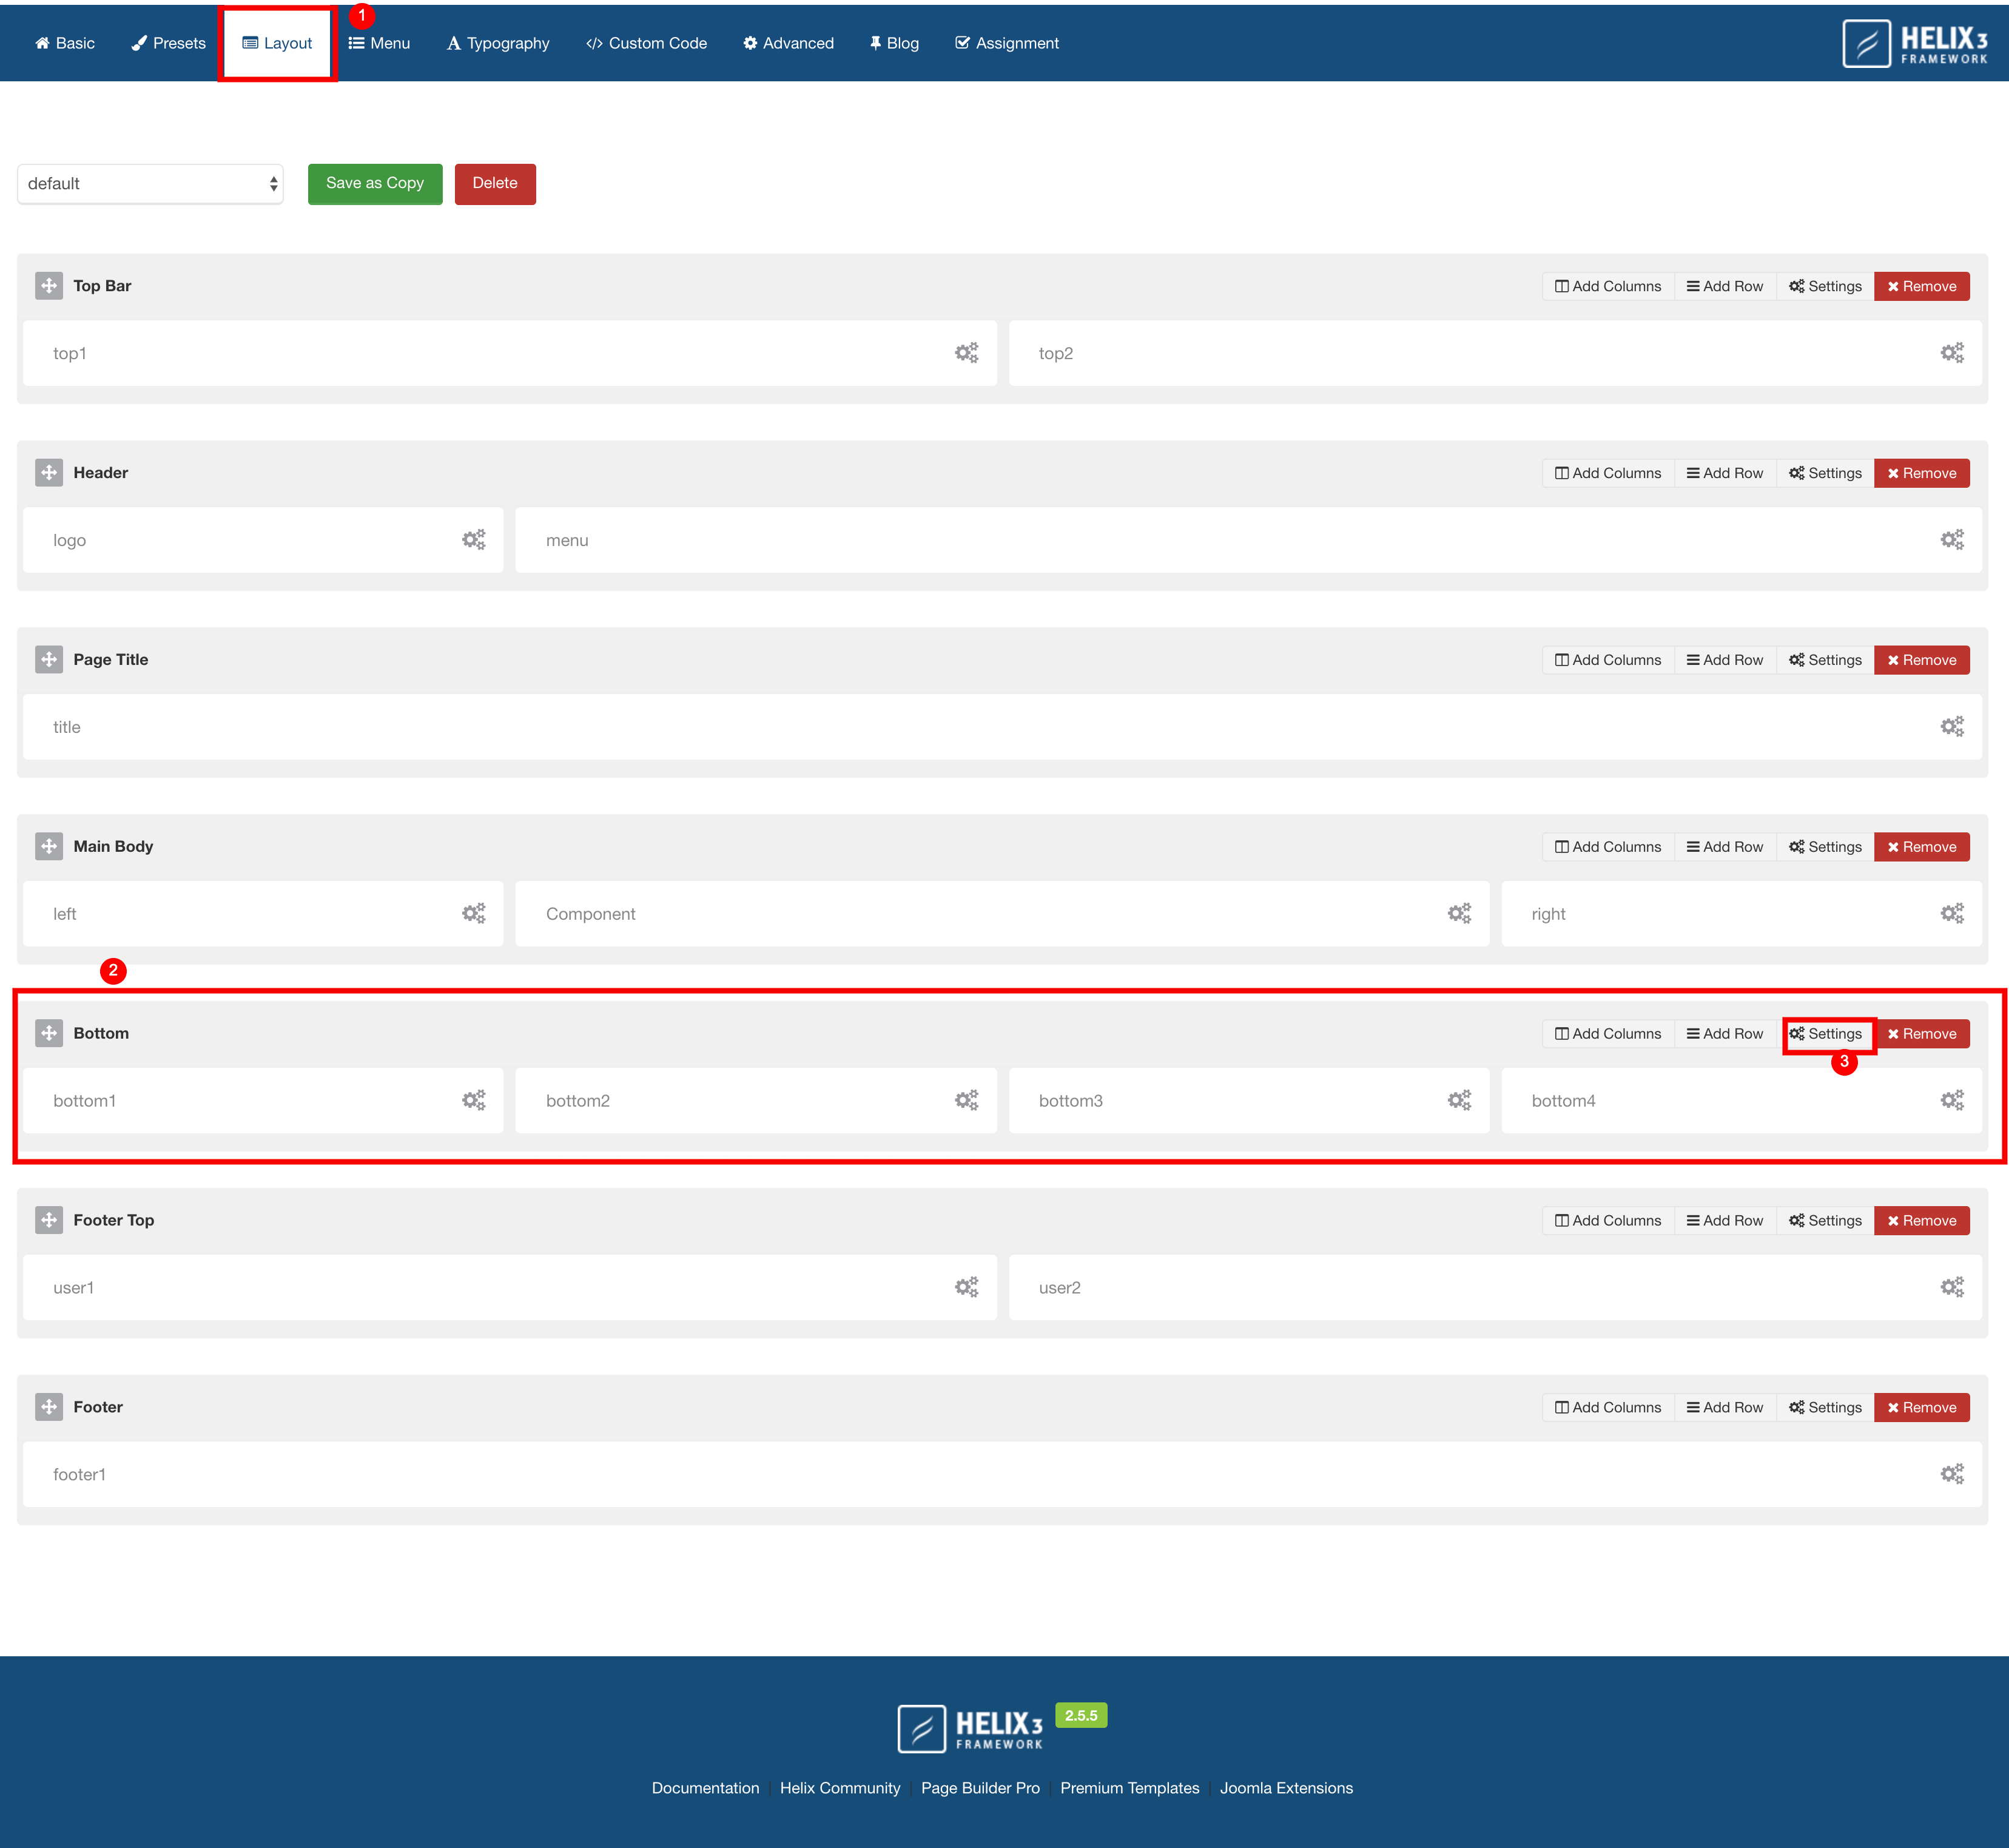 1
Basic Presets Layout Menu Typography Custom Code Advanced Blog Assignment HELIX3 FRAMEWORK
default Save as Copy Delete
Top Bar Add Columns Add Row Settings Remove
top1 top2
Header Add Columns Add Row Settings Remove
logo menu
Page Title Add Columns Add Row Settings Remove
title
Main Body Add Columns Add Row Settings Remove
left Component right
2
Bottom Add Columns Add Row Settings Remove
3
bottom1 bottom2 bottom3 bottom4
Footer Top Add Columns Add Row Settings Remove
user1 user2
Footer Add Columns Add Row Settings Remove
footer1
HELIX3 FRAMEWORK 2.5.5
Documentation Helix Community Page Builder Pro Premium Templates Joomla Extensions